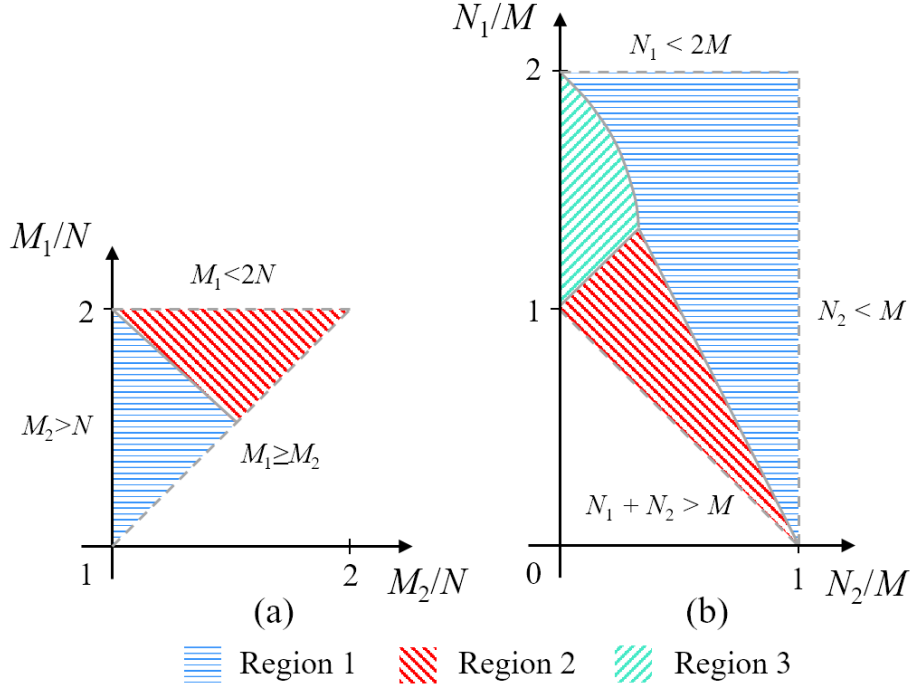 N₁/M
N₁ < 2M
2
M₁/N
M₁<2N
2
M₂>N
M₁≥M₂
1
N₂ < M
N₁ + N₂ > M
1
2
M₂/N
0
1
N₂/M
(a)
(b)
Region 1
Region 2
Region 3